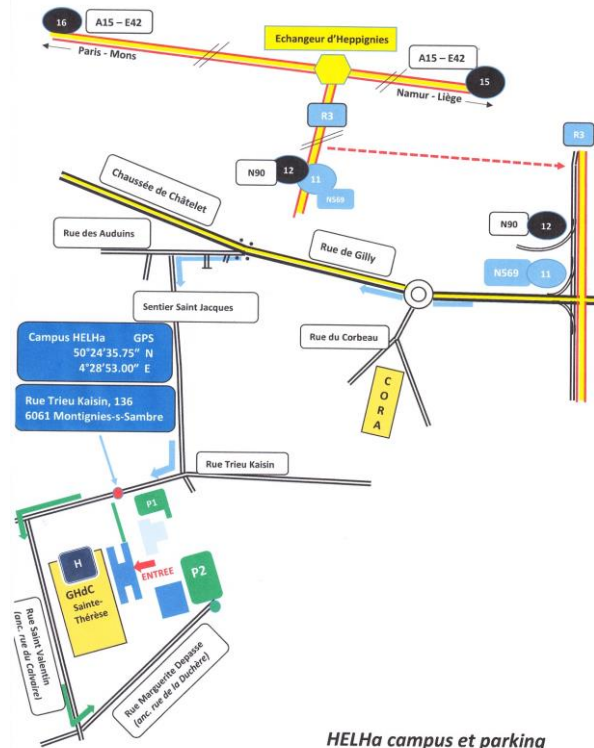 16
A15 – E42
Paris - Mons
Echangeur d'Heppignies
A15 – E42
15
Namur - Liège
R3
R3
N90
12
11
N569
Chaussée de Châtelet
Rue des Auduins
Rue de Gilly
N90
12
N569
11
Sentier Saint Jacques
Campus HELHa GPS
50°24'35.75" N
4°28'53.00" E
Rue du Corbeau
CORA
Rue Trieu Kaisin, 136
6061 Montignies-s-Sambre
Rue Trieu Kaisin
P1
H
GHdC
Sainte-
Thérèse
ENTREE
P2
Rue Saint Valentin
(anc. rue du Calvaire)
Rue Marguerite Depasse
(anc. rue de la Duchère)
HELHa campus et parking